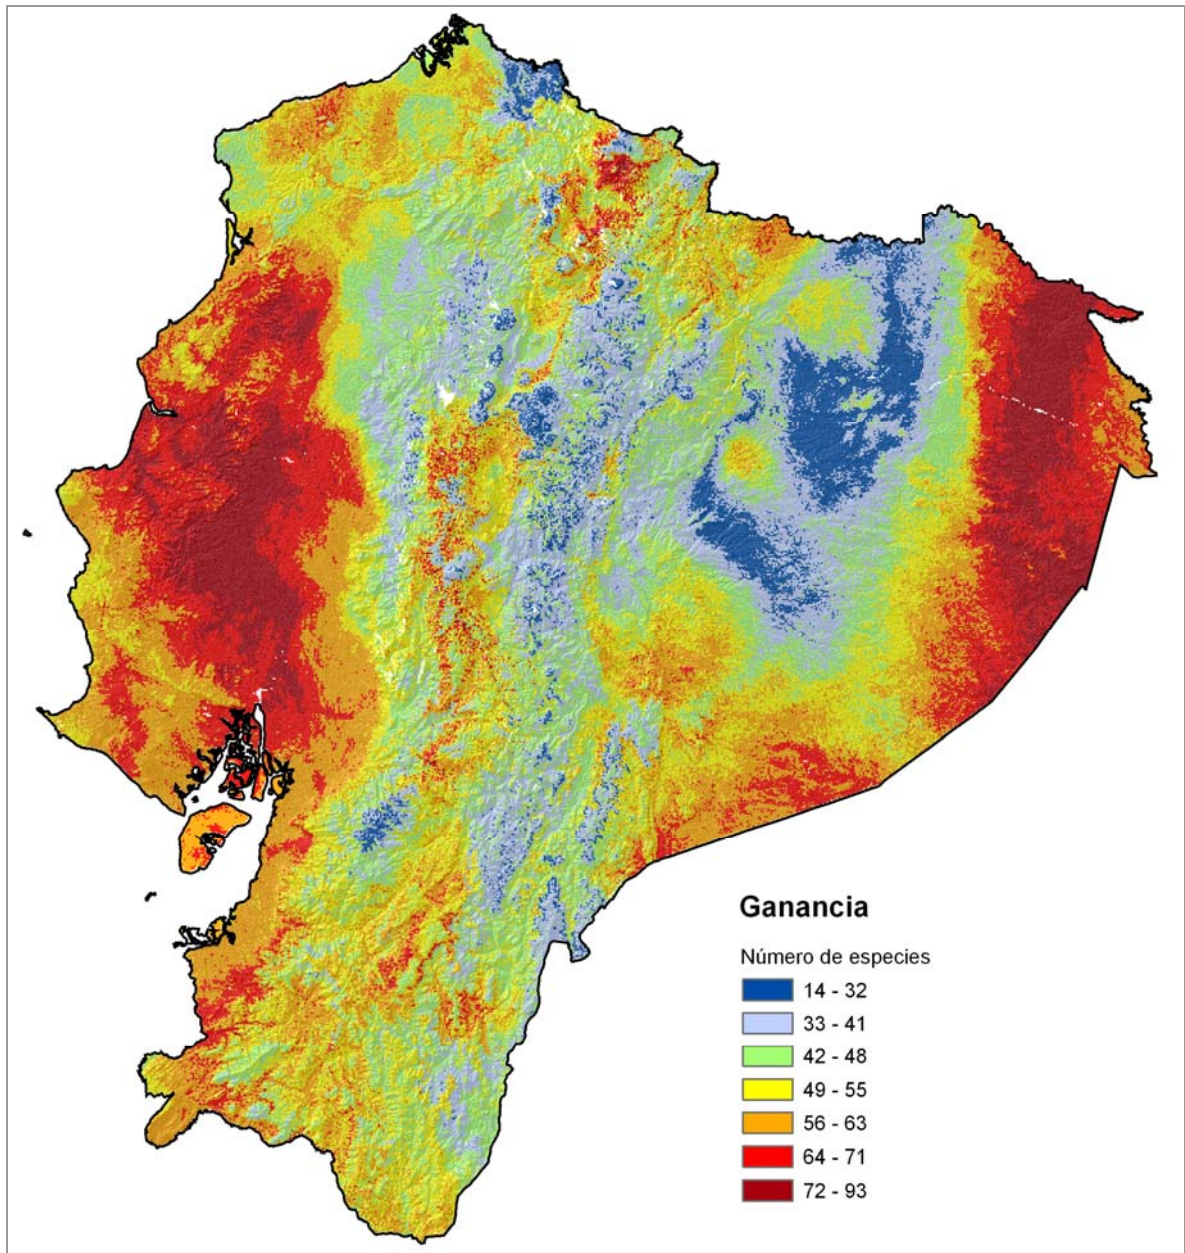 Ganancia
Número de especies
14 - 32
33 - 41
42 - 48
49 - 55
56 - 63
64 - 71
72 - 93